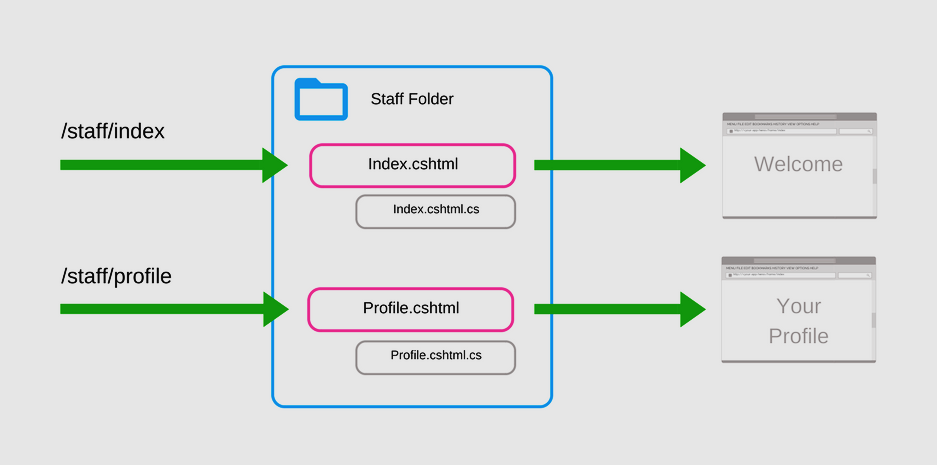 /staff/index
Staff Folder
Index.cshtml
Index.cshtml.cs
Welcome
/staff/profile
Profile.cshtml
Profile.cshtml.cs
Your
Profile